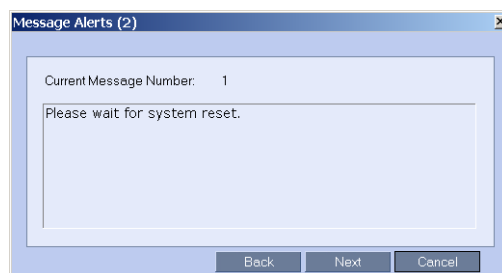 Message Alerts (2)
Current Message Number: 1
Please wait for system reset.
Back Next Cancel